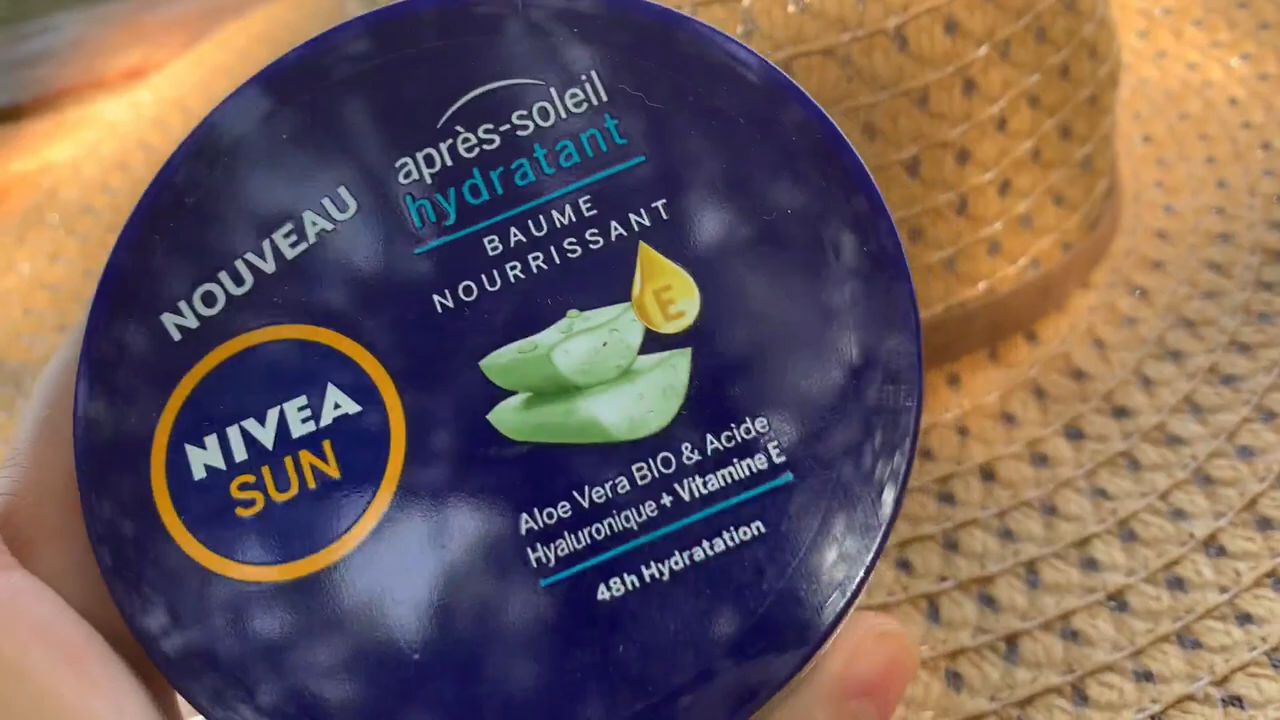 après-soleil
hydratant
BAUME
NOURRISSANT
NOUVEAU
E
NIVEA
SUN
Aloe Vera BIO & Acide
Hyaluronique + Vitamine E
48h Hydratation